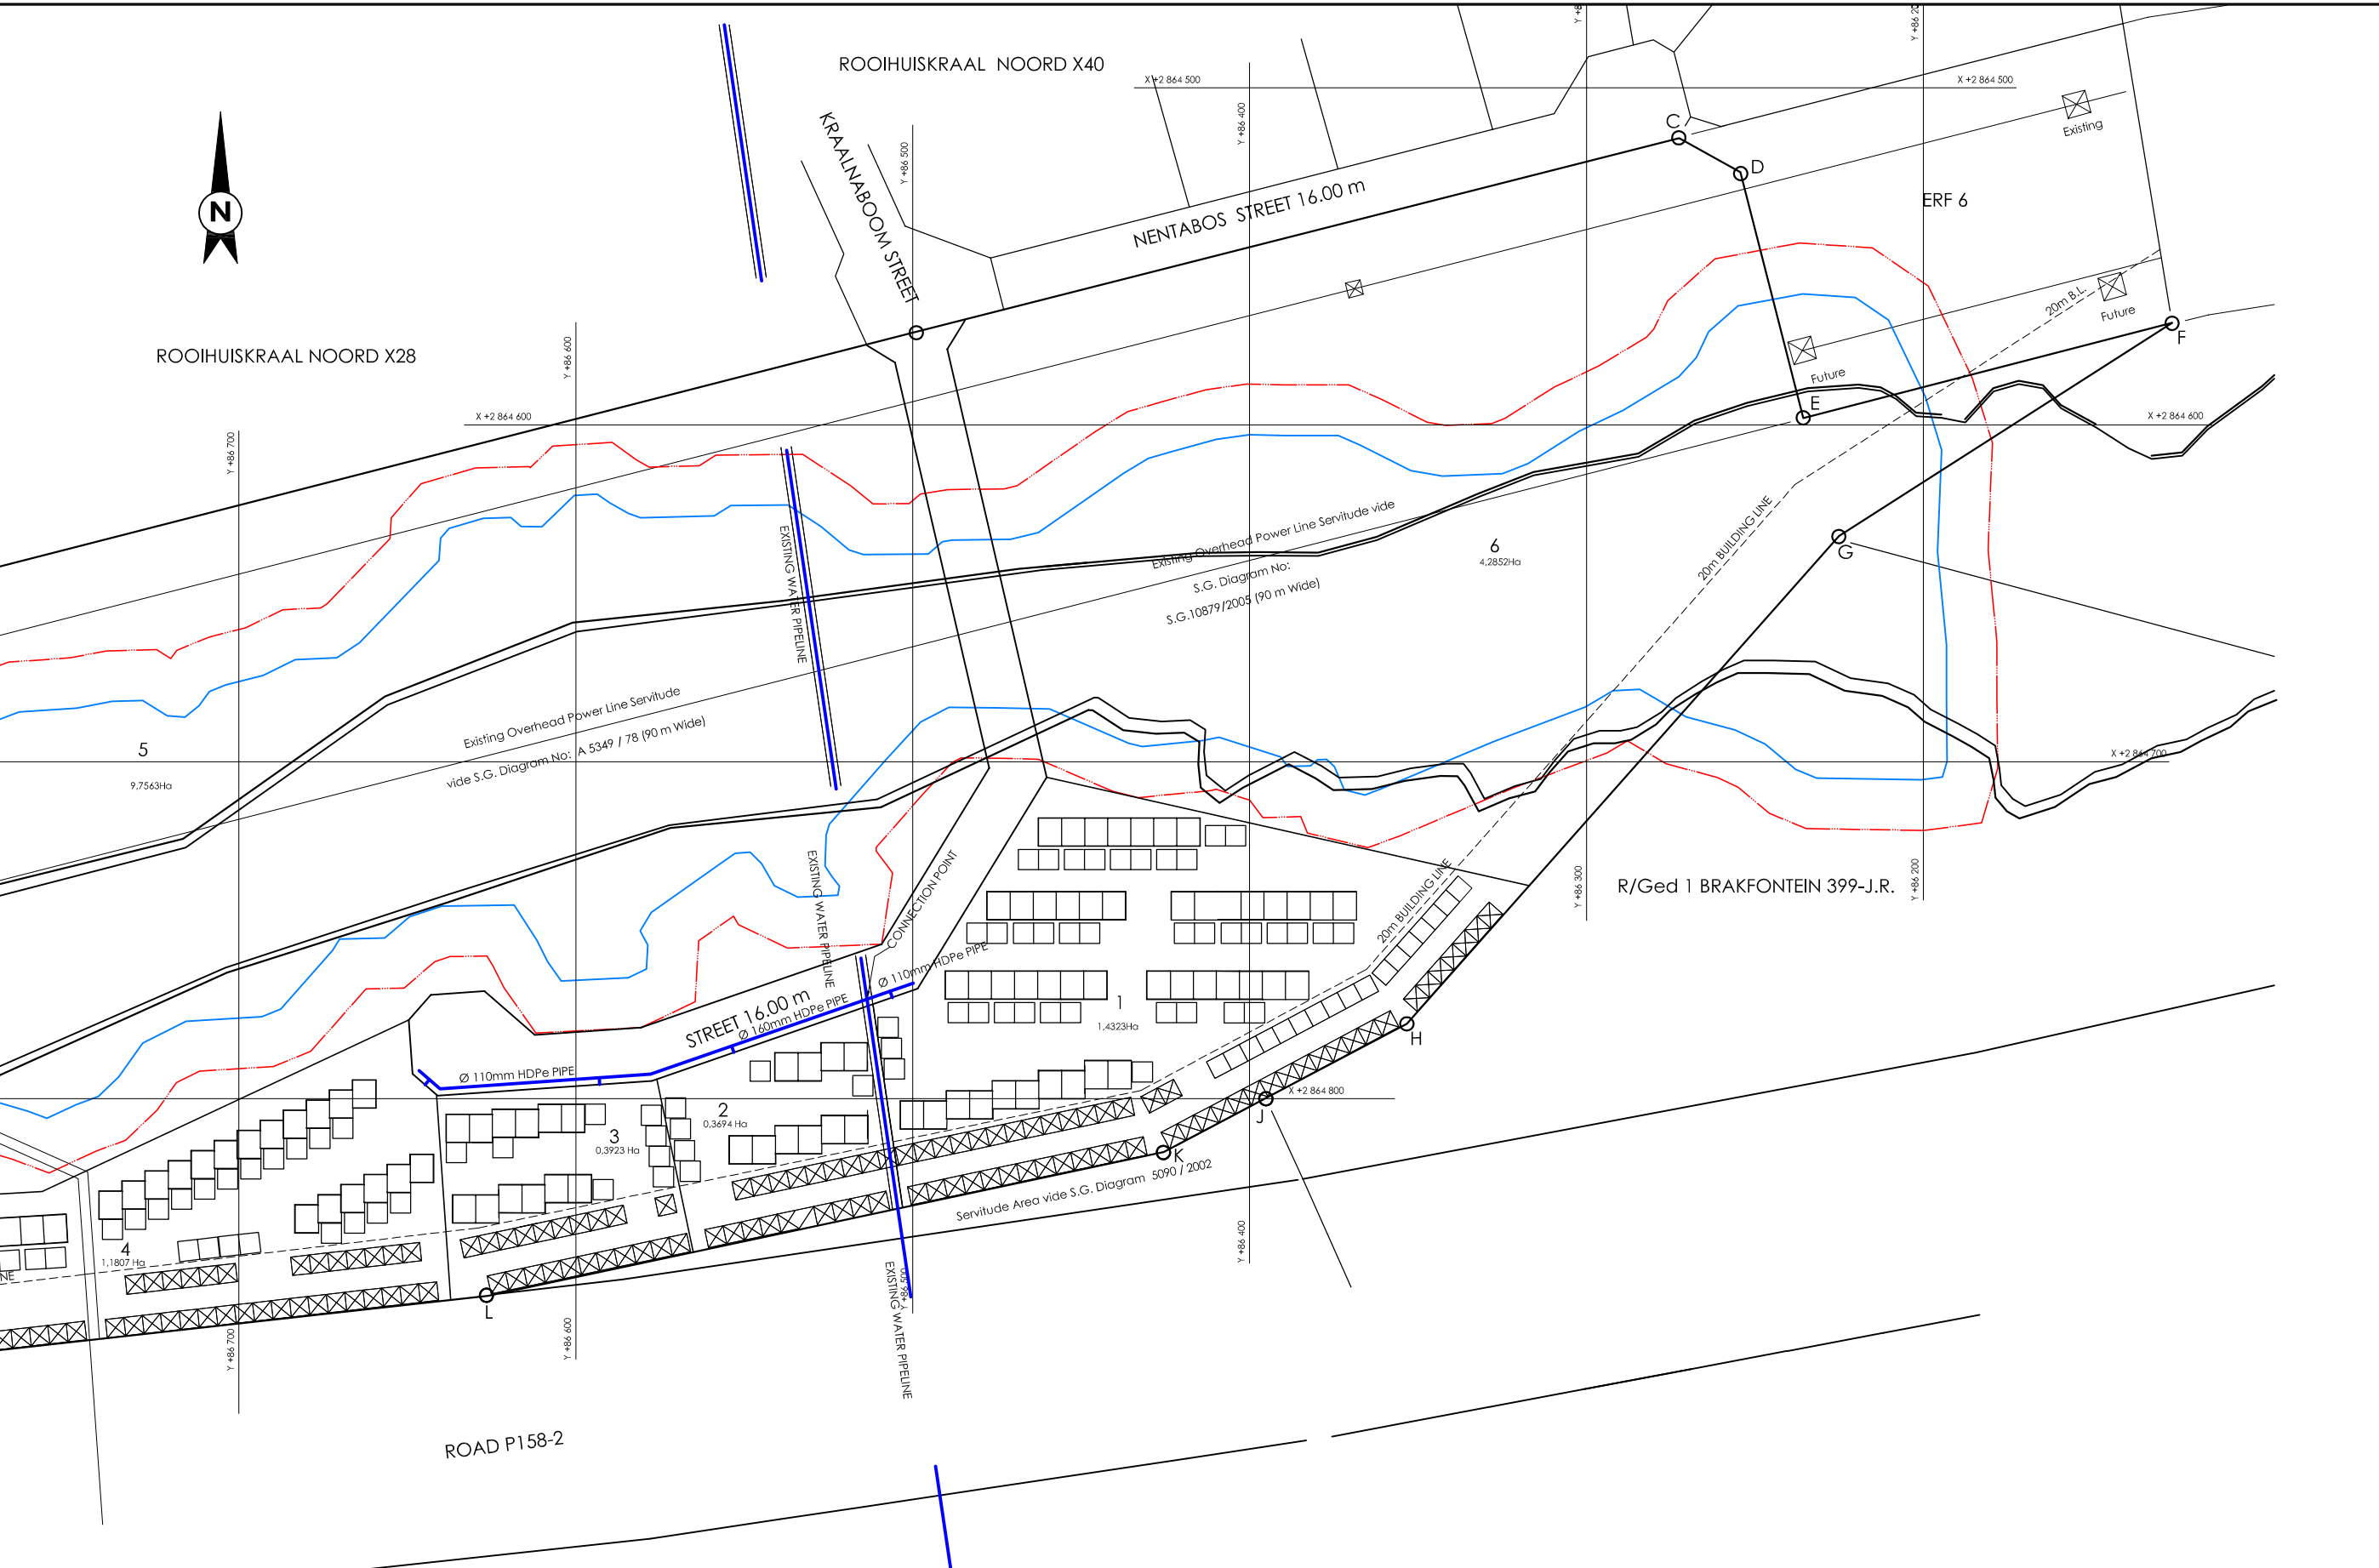 Y +86 200
ROOIHUISKRAAL NOORD X40
X +2 864 500
X +2 864 500
Existing
KRAALNABOOM STREET
Y +86 500
Y +86 400
C
D
N
NENTABOS STREET 16.00 m
ERF 6
20m B.L.
Future
F
ROOIHUISKRAAL NOORD X28
Y +86 600
Future
E
X +2 864 600
X +2 864 600
Y +86 700
EXISTING WATER PIPELINE
Existing Overhead Power Line Servitude vide
S.G. Diagram No:
S.G.10879/2005 (90 m Wide)
6
4,2852Ha
20m BUILDING LINE
G
Existing Overhead Power Line Servitude
vide S.G. Diagram No: A 5349 / 78 (90 m Wide)
5
9,7563Ha
X +2 864 700
EXISTING WATER PIPELINE
CONNECTION POINT
20m BUILDING LINE
Y +86 300
R/Ged 1 BRAKFONTEIN 399-J.R.
Y +86 200
Ø 110mm HDPe PIPE
STREET 16.00 m
Ø 160mm HDPe PIPE
1
1,4323Ha
H
Ø 110mm HDPe PIPE
X +2 864 800
J
2
0,3694 Ha
3
0,3923 Ha
K
Servitude Area vide S.G. Diagram 5090 / 2002
4
1,1807 Ha
NE
L
Y +86 700
Y +86 600
Y +86 500
Y +86 400
EXISTING WATER PIPELINE
ROAD P158-2